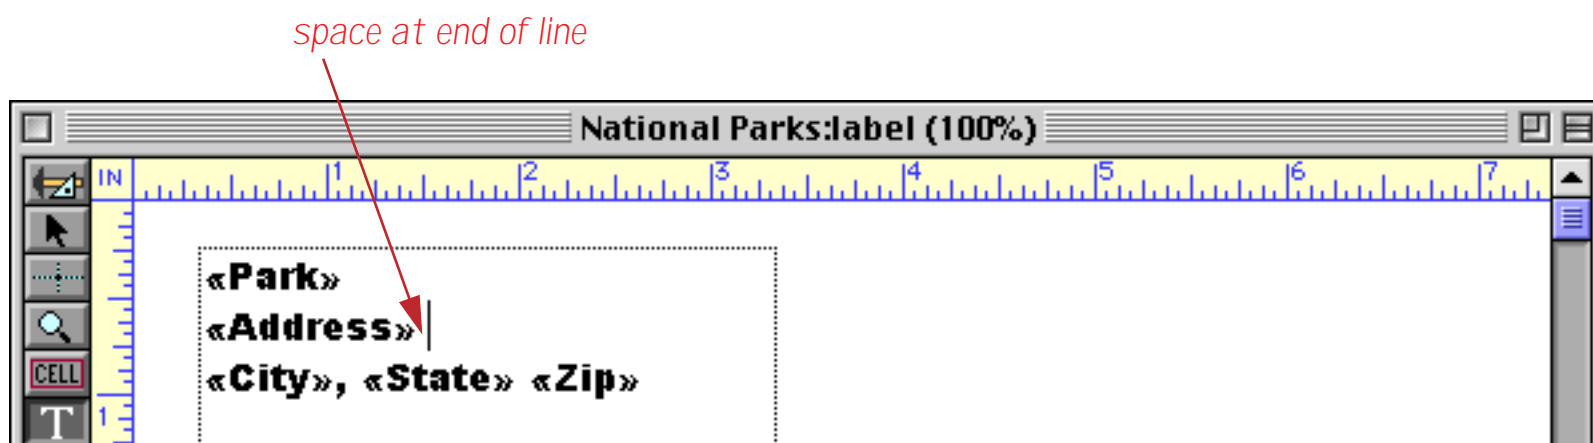 space at end of line
National Parks:label (100%)
IN 1 2 3 4 5 6 7
«Park»
«Address»
«City», «State» «Zip»
CELL
T 1